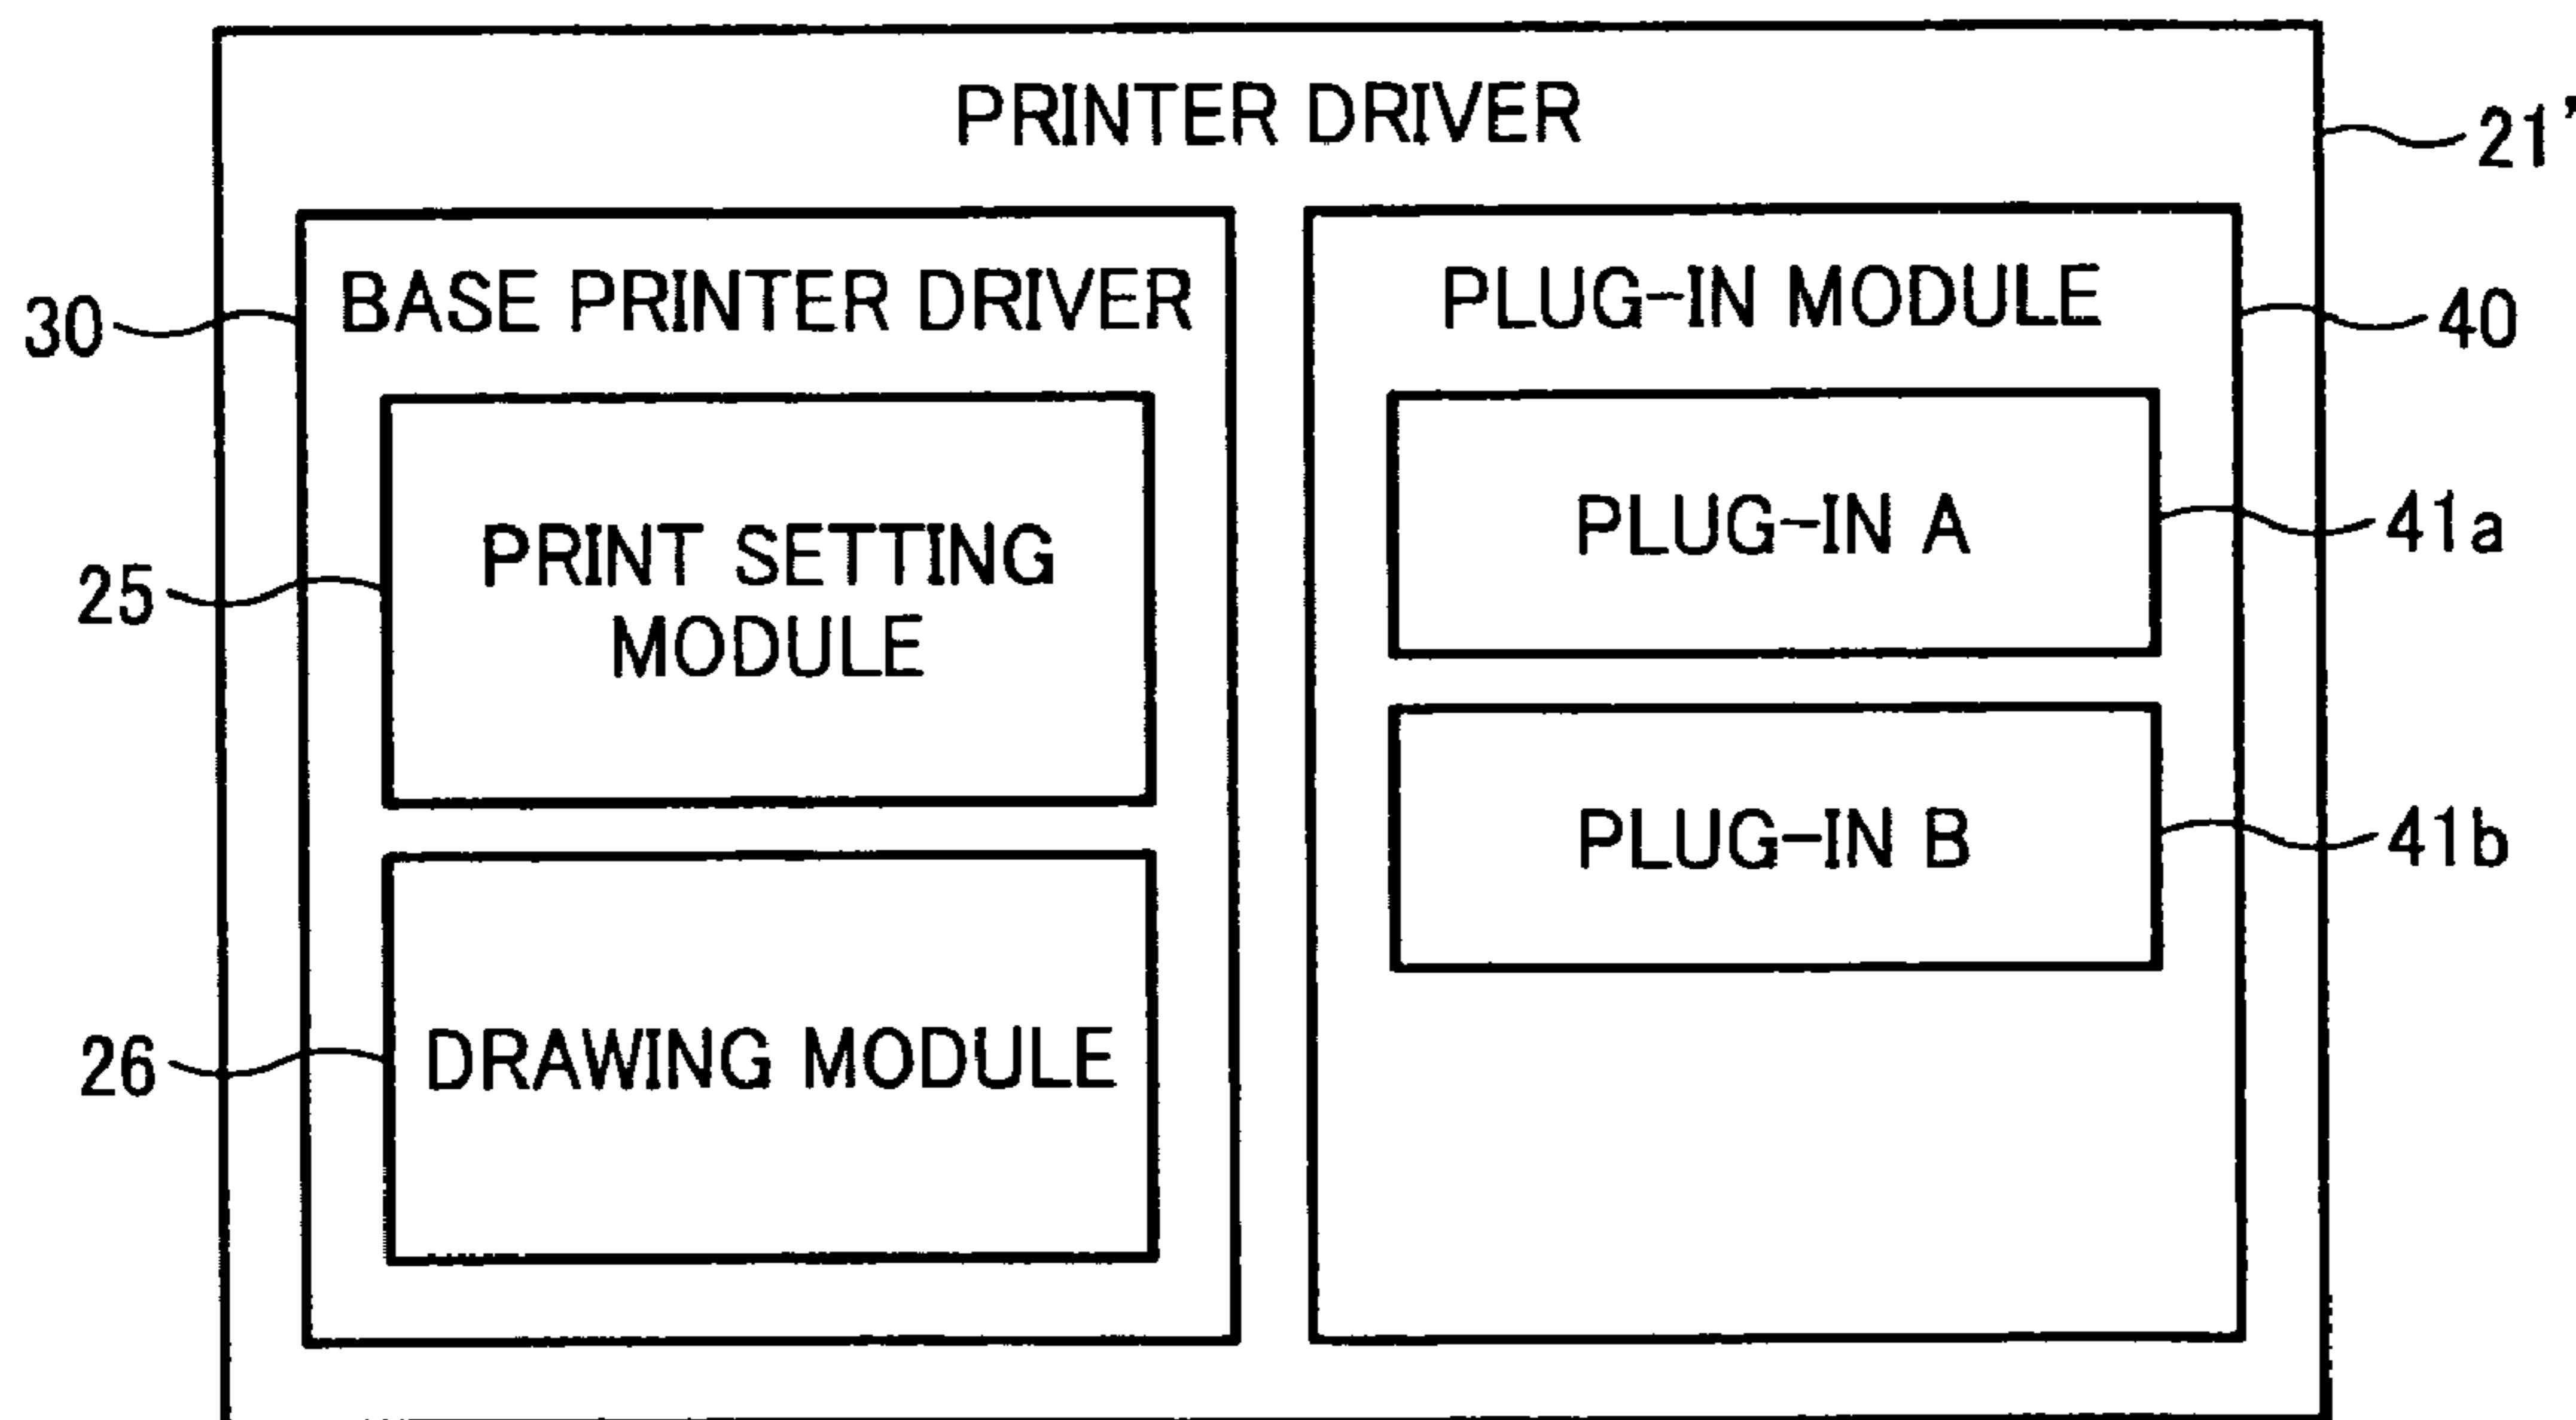 PRINTER DRIVER
21'
BASE PRINTER DRIVER
30
PRINT SETTING
MODULE
25
DRAWING MODULE
26
PLUG-IN MODULE
40
PLUG-IN A
41a
PLUG-IN B
41b